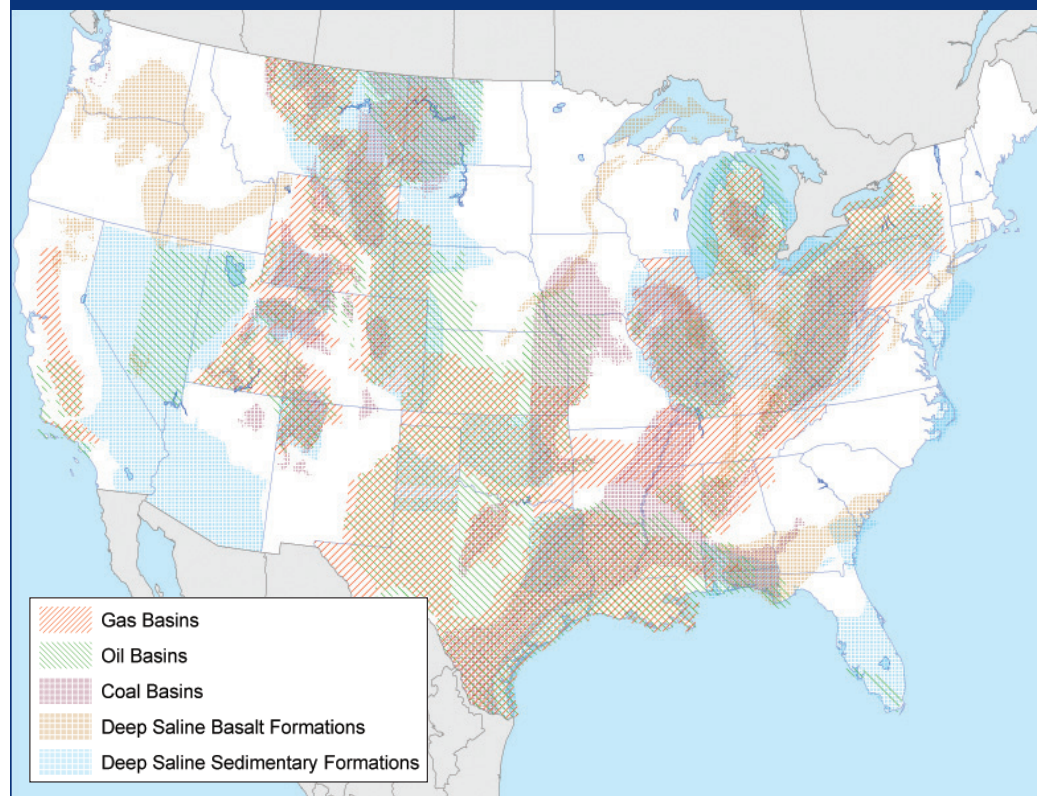 Gas Basins
Oil Basins
Coal Basins
Deep Saline Basalt Formations
Deep Saline Sedimentary Formations